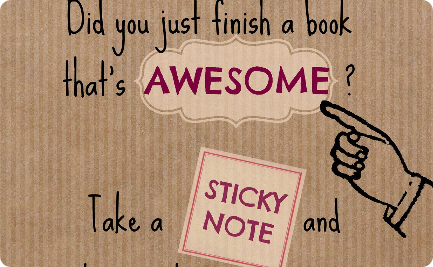 Did you just finish a book
that's AWESOME ?
Take a STICKY NOTE and